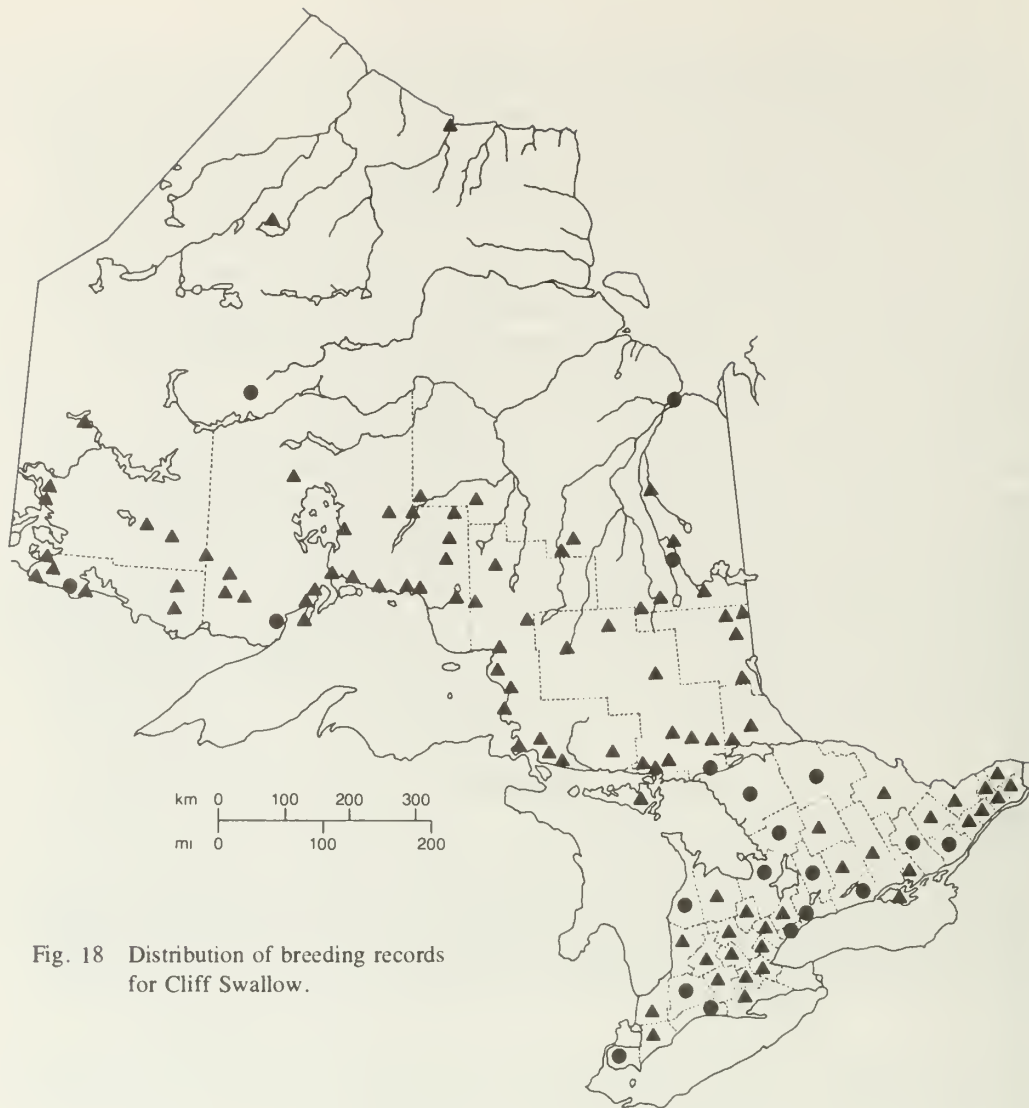 km 0 100 200 300
mi 0 100 200
Fig. 18 Distribution of breeding records
for Cliff Swallow.